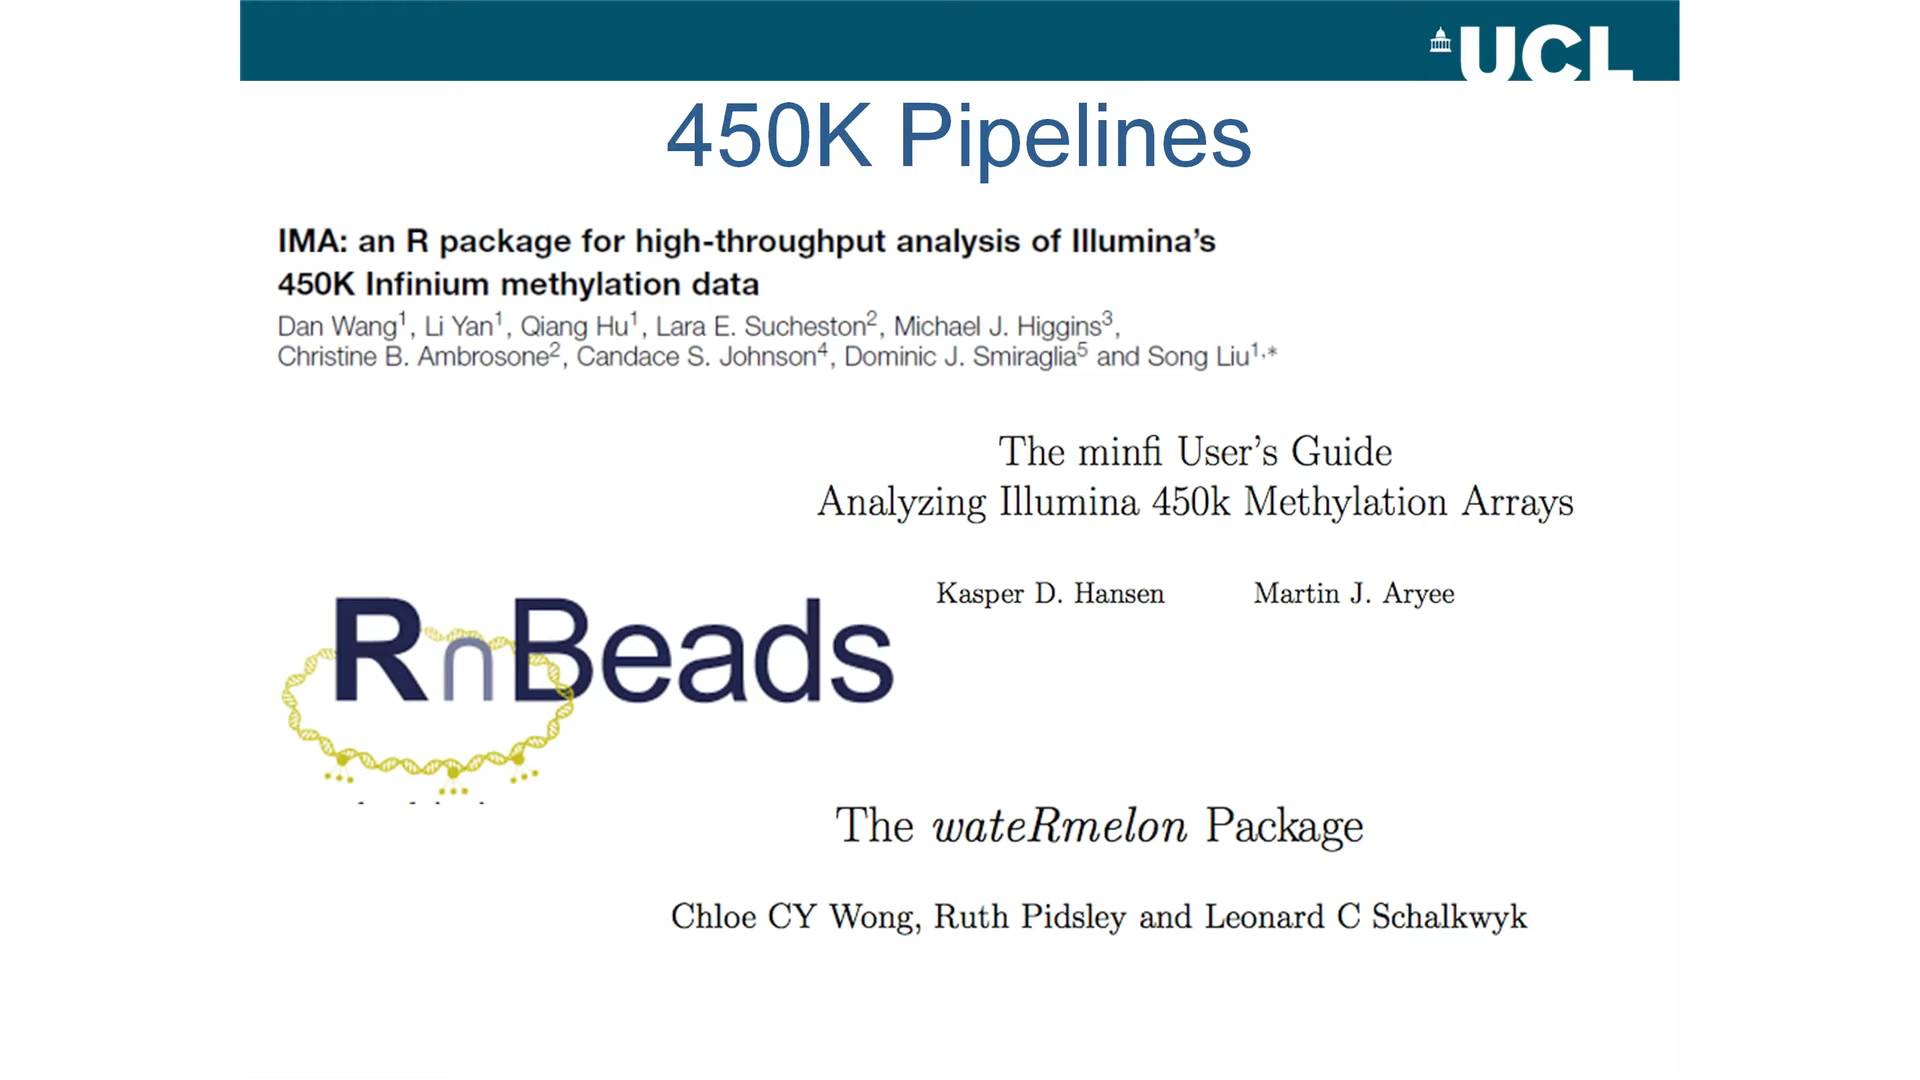 UCL
450K Pipelines
IMA: an R package for high-throughput analysis of Illumina’s
450K Infinium methylation data
Dan Wang1, Li Yan1, Qiang Hu1, Lara E. Sucheston2, Michael J. Higgins3,
Christine B. Ambrosone2, Candace S. Johnson4, Dominic J. Smiraglia5 and Song Liu1,*
The minfi User’s Guide
Analyzing Illumina 450k Methylation Arrays
Kasper D. Hansen Martin J. Aryee
RnBeads
The wateRmelon Package
Chloe CY Wong, Ruth Pidsley and Leonard C Schalkwyk